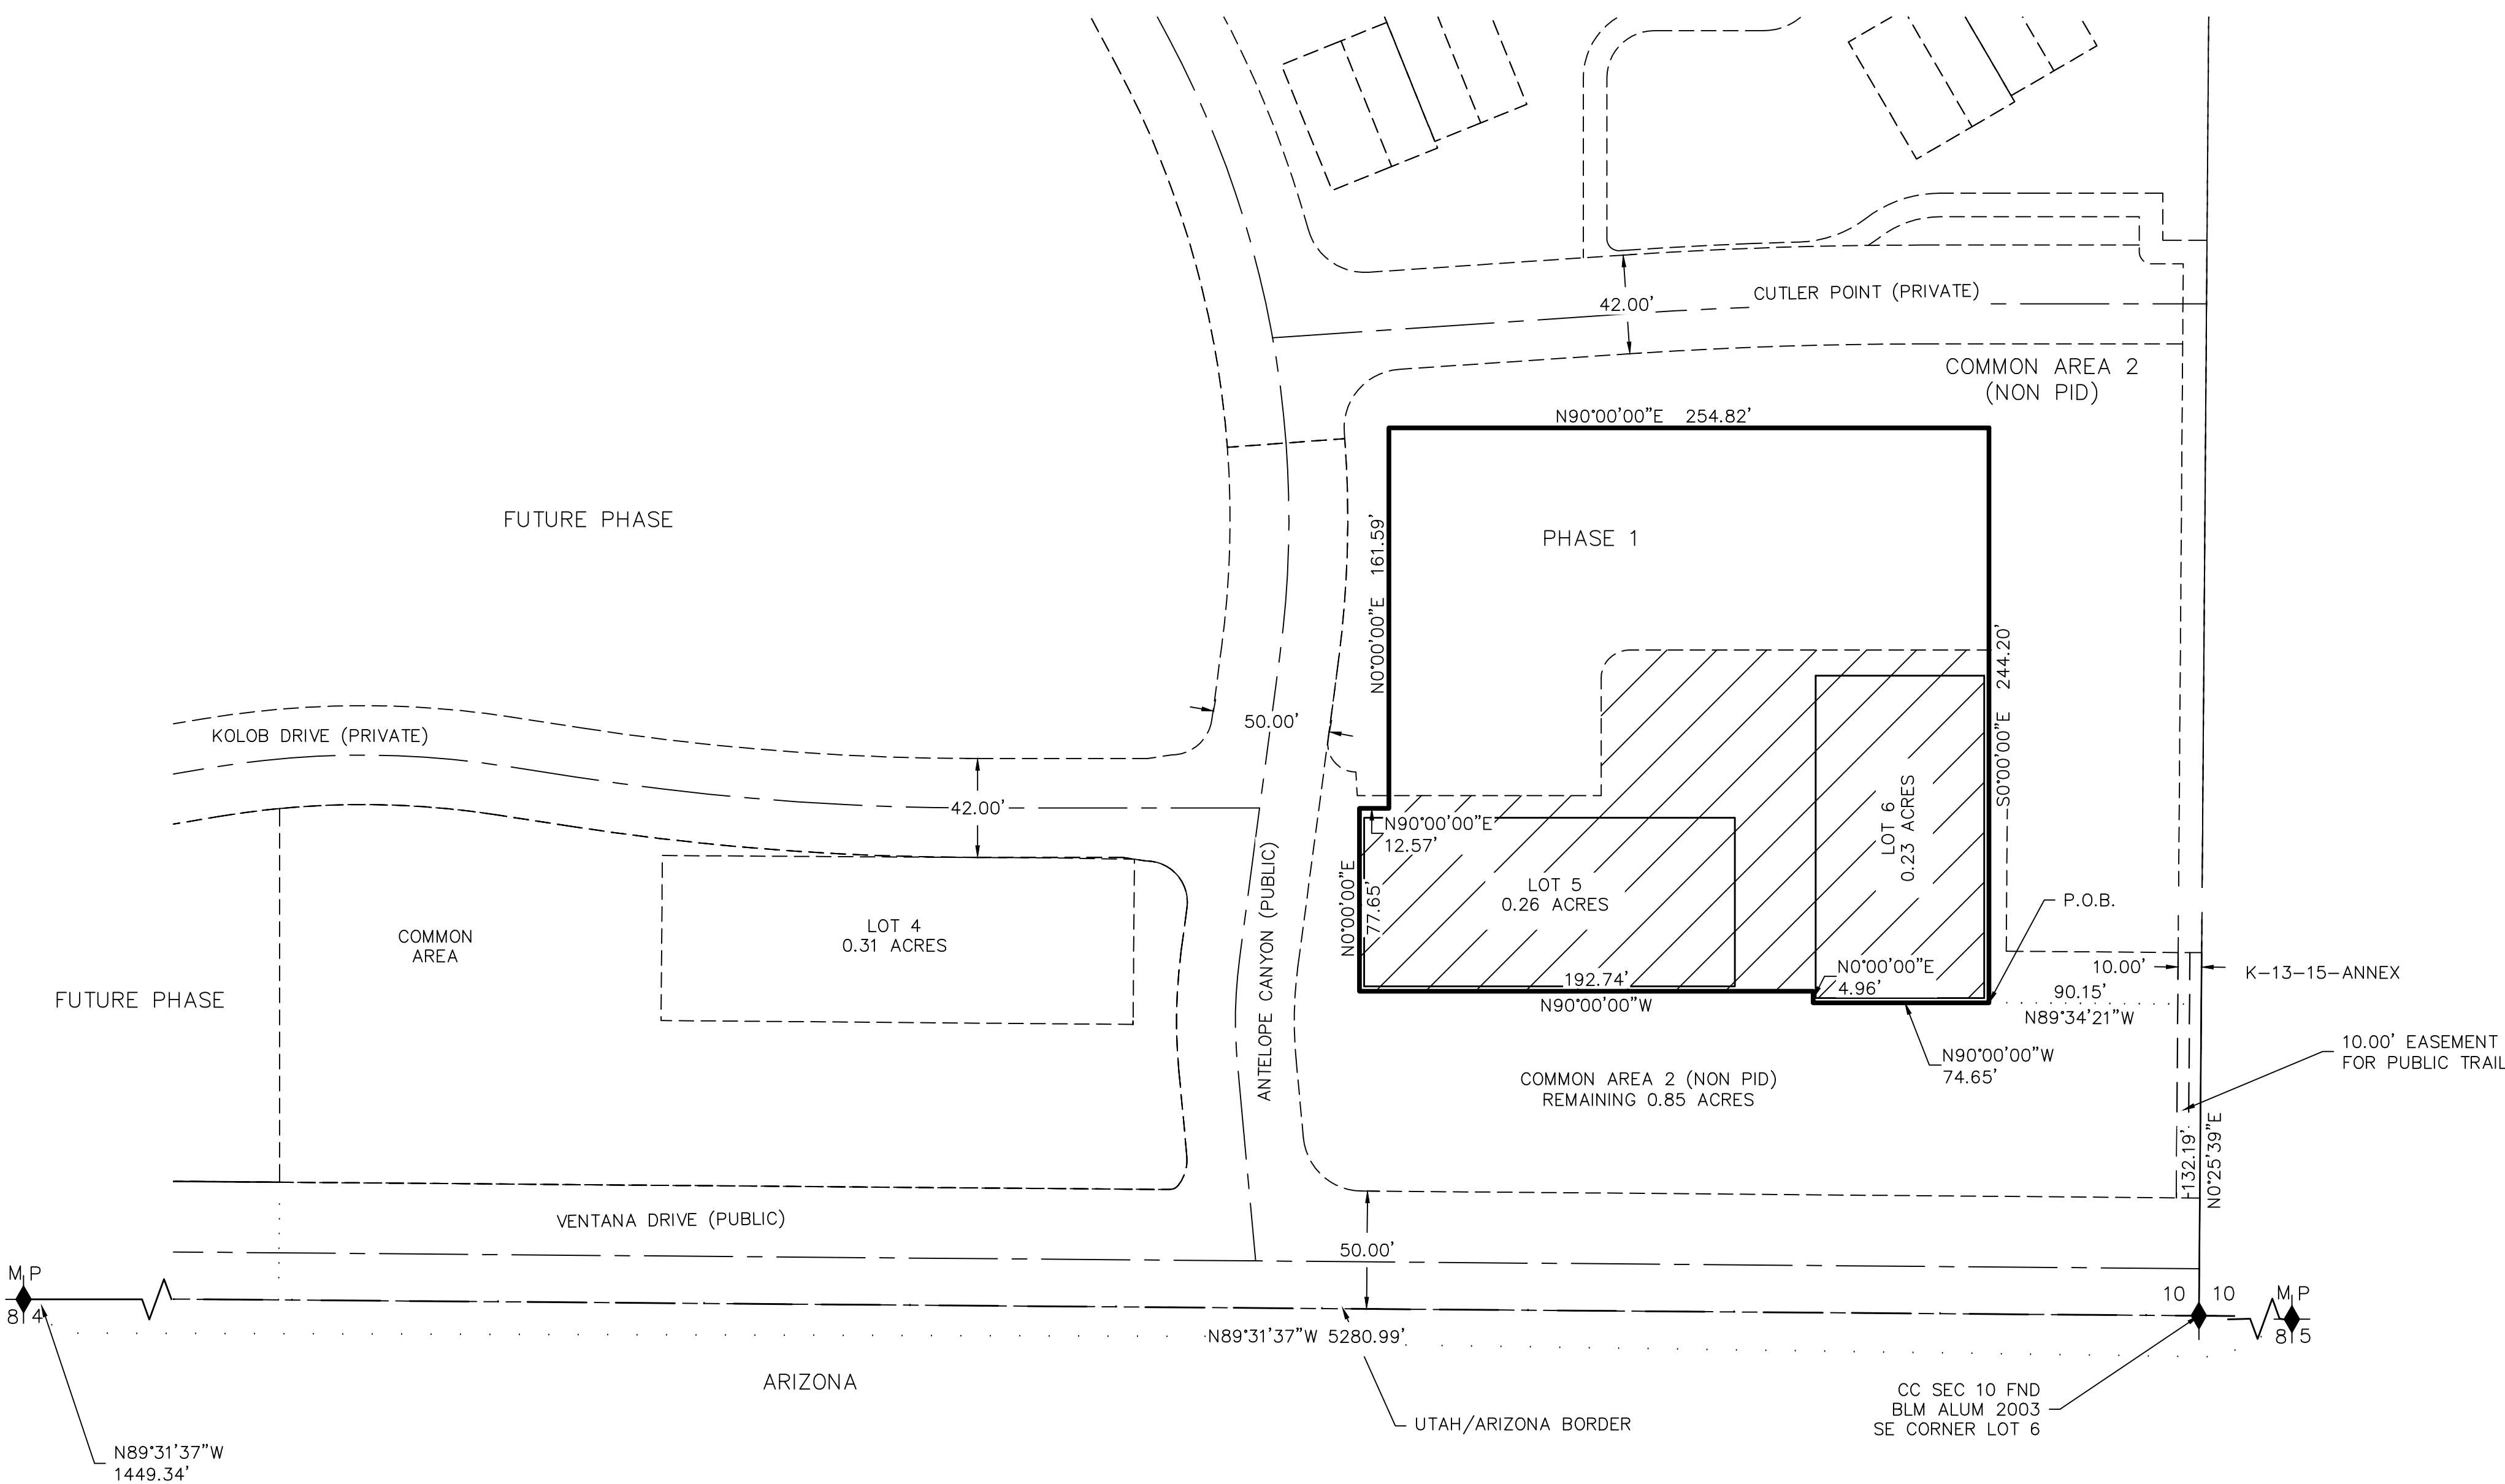 42.00'
CUTLER POINT (PRIVATE)
COMMON AREA 2
(NON PID)
N90°00'00"E 254.82'
FUTURE PHASE
PHASE 1
N0°00'00"E 161.59'
S0°00'00"E 244.20'
KOLOB DRIVE (PRIVATE)
50.00'
42.00'
N90°00'00"E
12.57'
LOT 6
0.23 ACRES
ANTELOPE CANYON (PUBLIC)
N0°00'00"E
77.65'
LOT 5
0.26 ACRES
P.O.B.
LOT 4
0.31 ACRES
COMMON
AREA
FUTURE PHASE
192.74'
N90°00'00"W
N0°00'00"E
4.96'
10.00'
K-13-15-ANNEX
90.15'
N89°34'21"W
N90°00'00"W
74.65'
10.00' EASEMENT
FOR PUBLIC TRAIL
COMMON AREA 2 (NON PID)
REMAINING 0.85 ACRES
132.19'
N0°25'39"E
VENTANA DRIVE (PUBLIC)
50.00'
M P
8 4
10 10
M P
8 5
N89°31'37"W 5280.99'
ARIZONA
UTAH/ARIZONA BORDER
CC SEC 10 FND
BLM ALUM 2003
SE CORNER LOT 6
N89°31'37"W
1449.34'